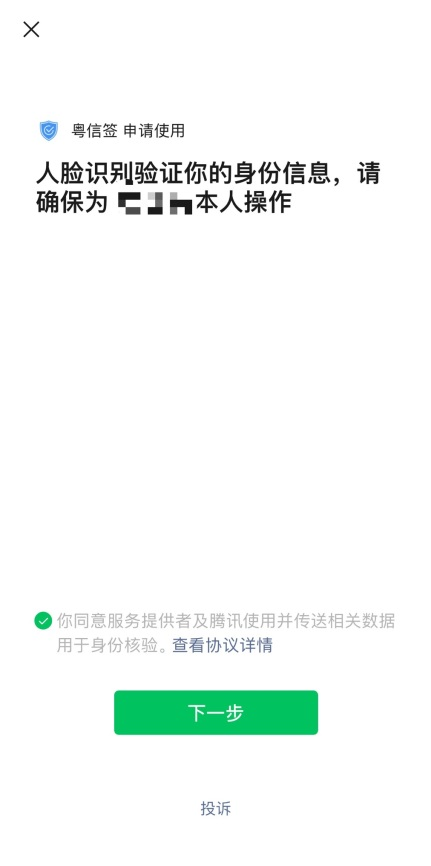 粤信签 申请使用
人脸识别验证你的身份信息，请
确保为 本人操作
你同意服务提供者及腾讯使用并传送相关数据
用于身份核验。查看协议详情
下一步
投诉